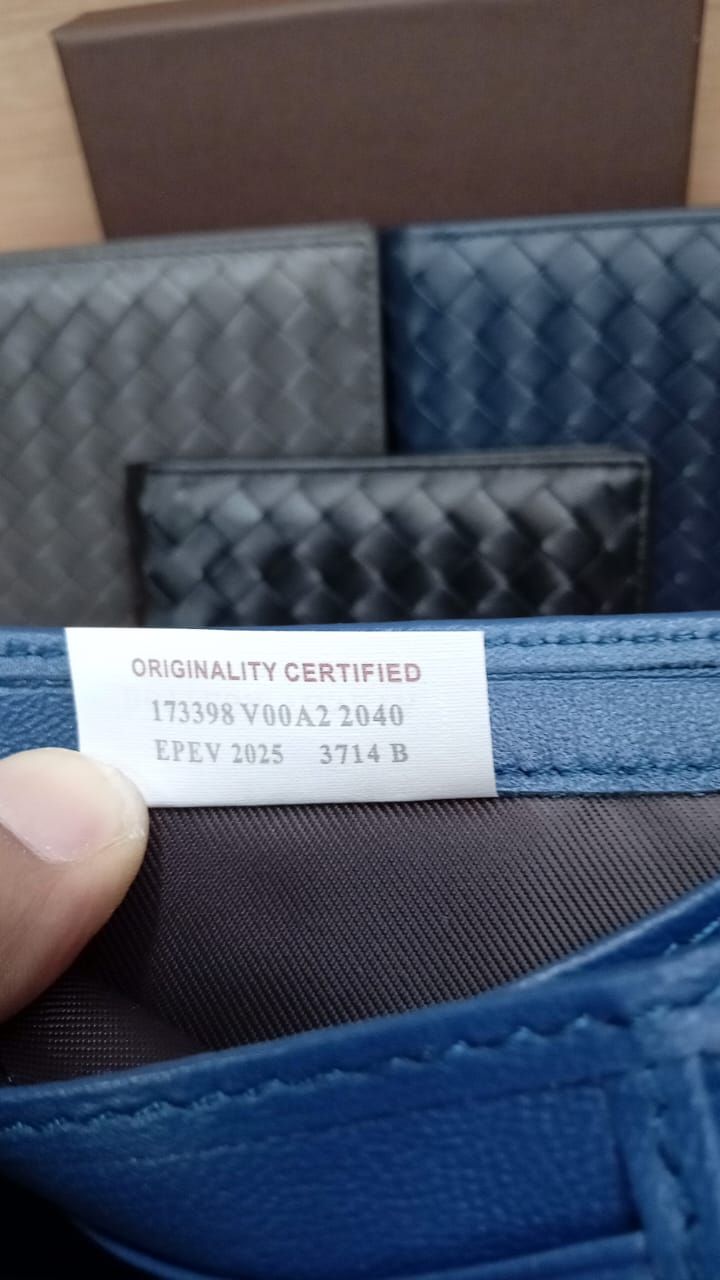 ORIGINALITY CERTIFIED
173398 V00A2 2040
EPEV 2025 3714 B